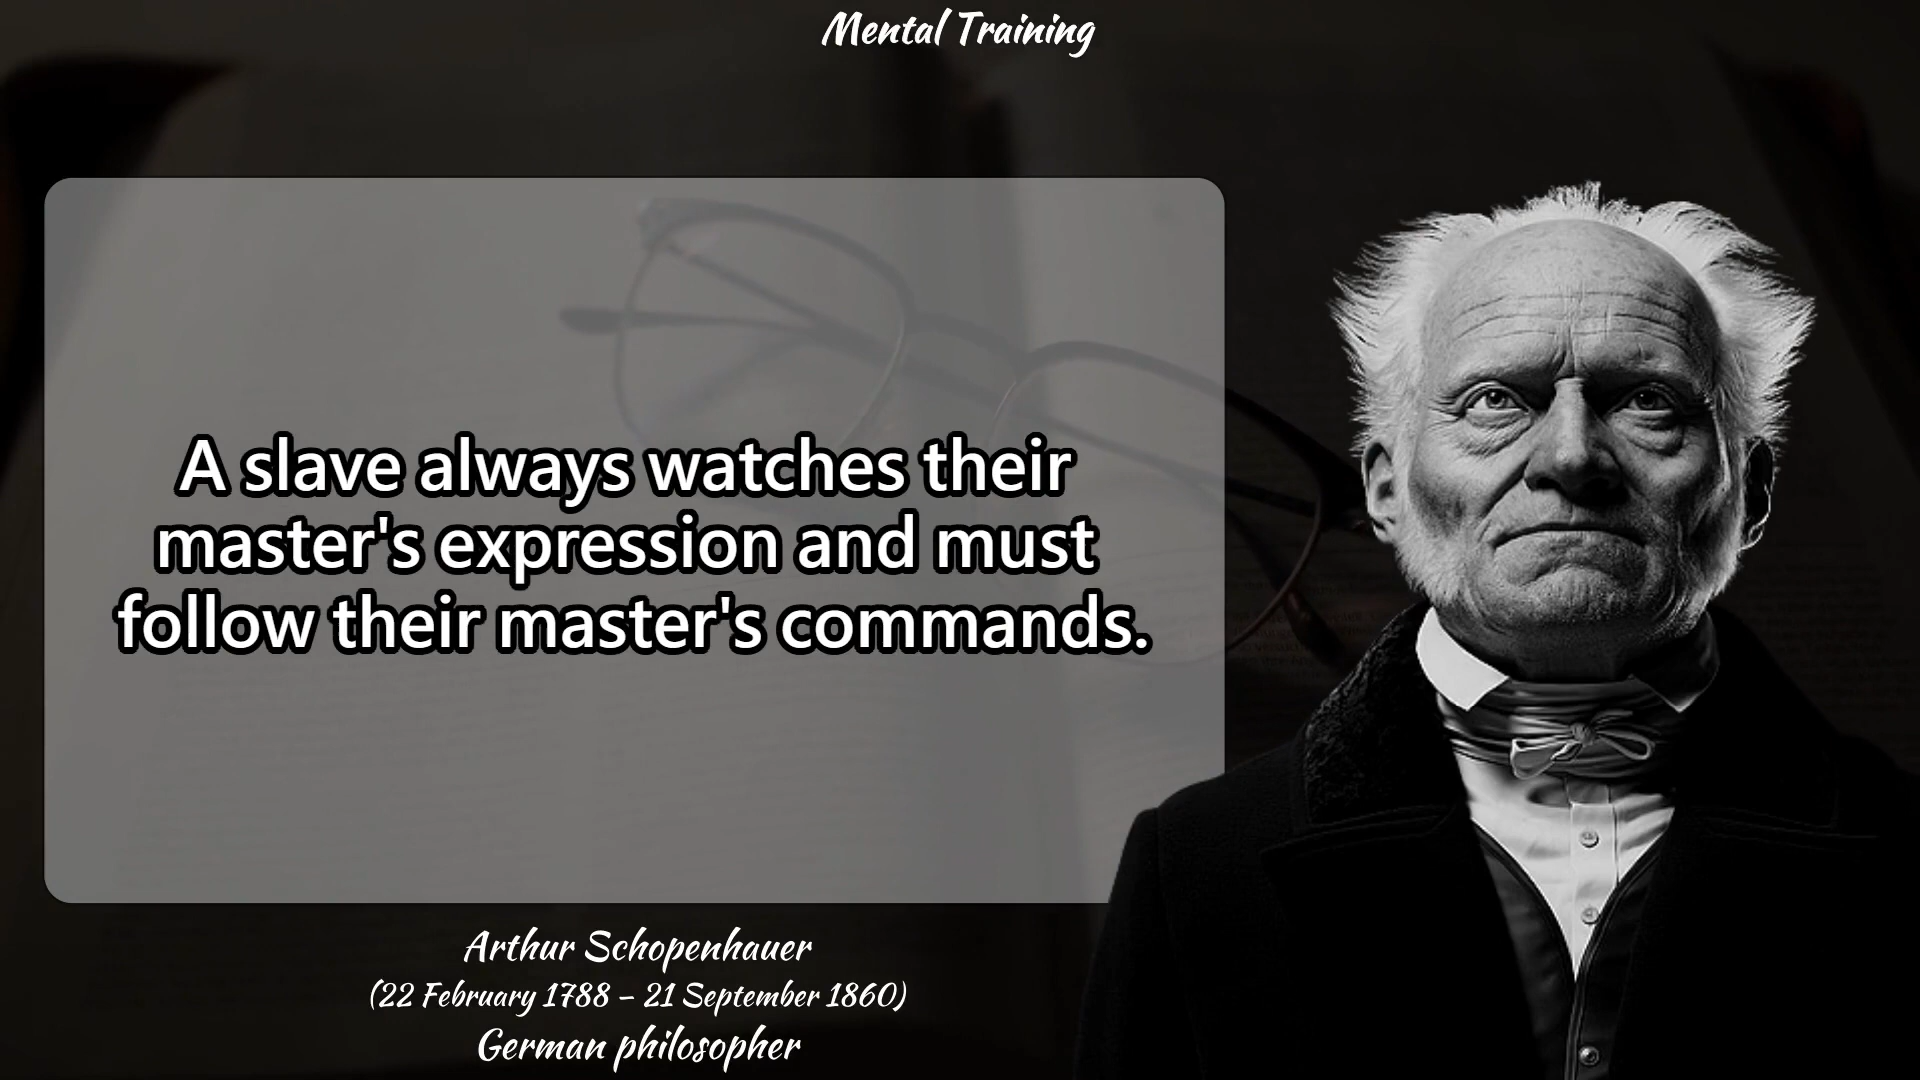 Mental Training
A slave always watches their
master's expression and must
follow their master's commands.
Arthur Schopenhauer
(22 February 1788 – 21 September 1860)
German philosopher